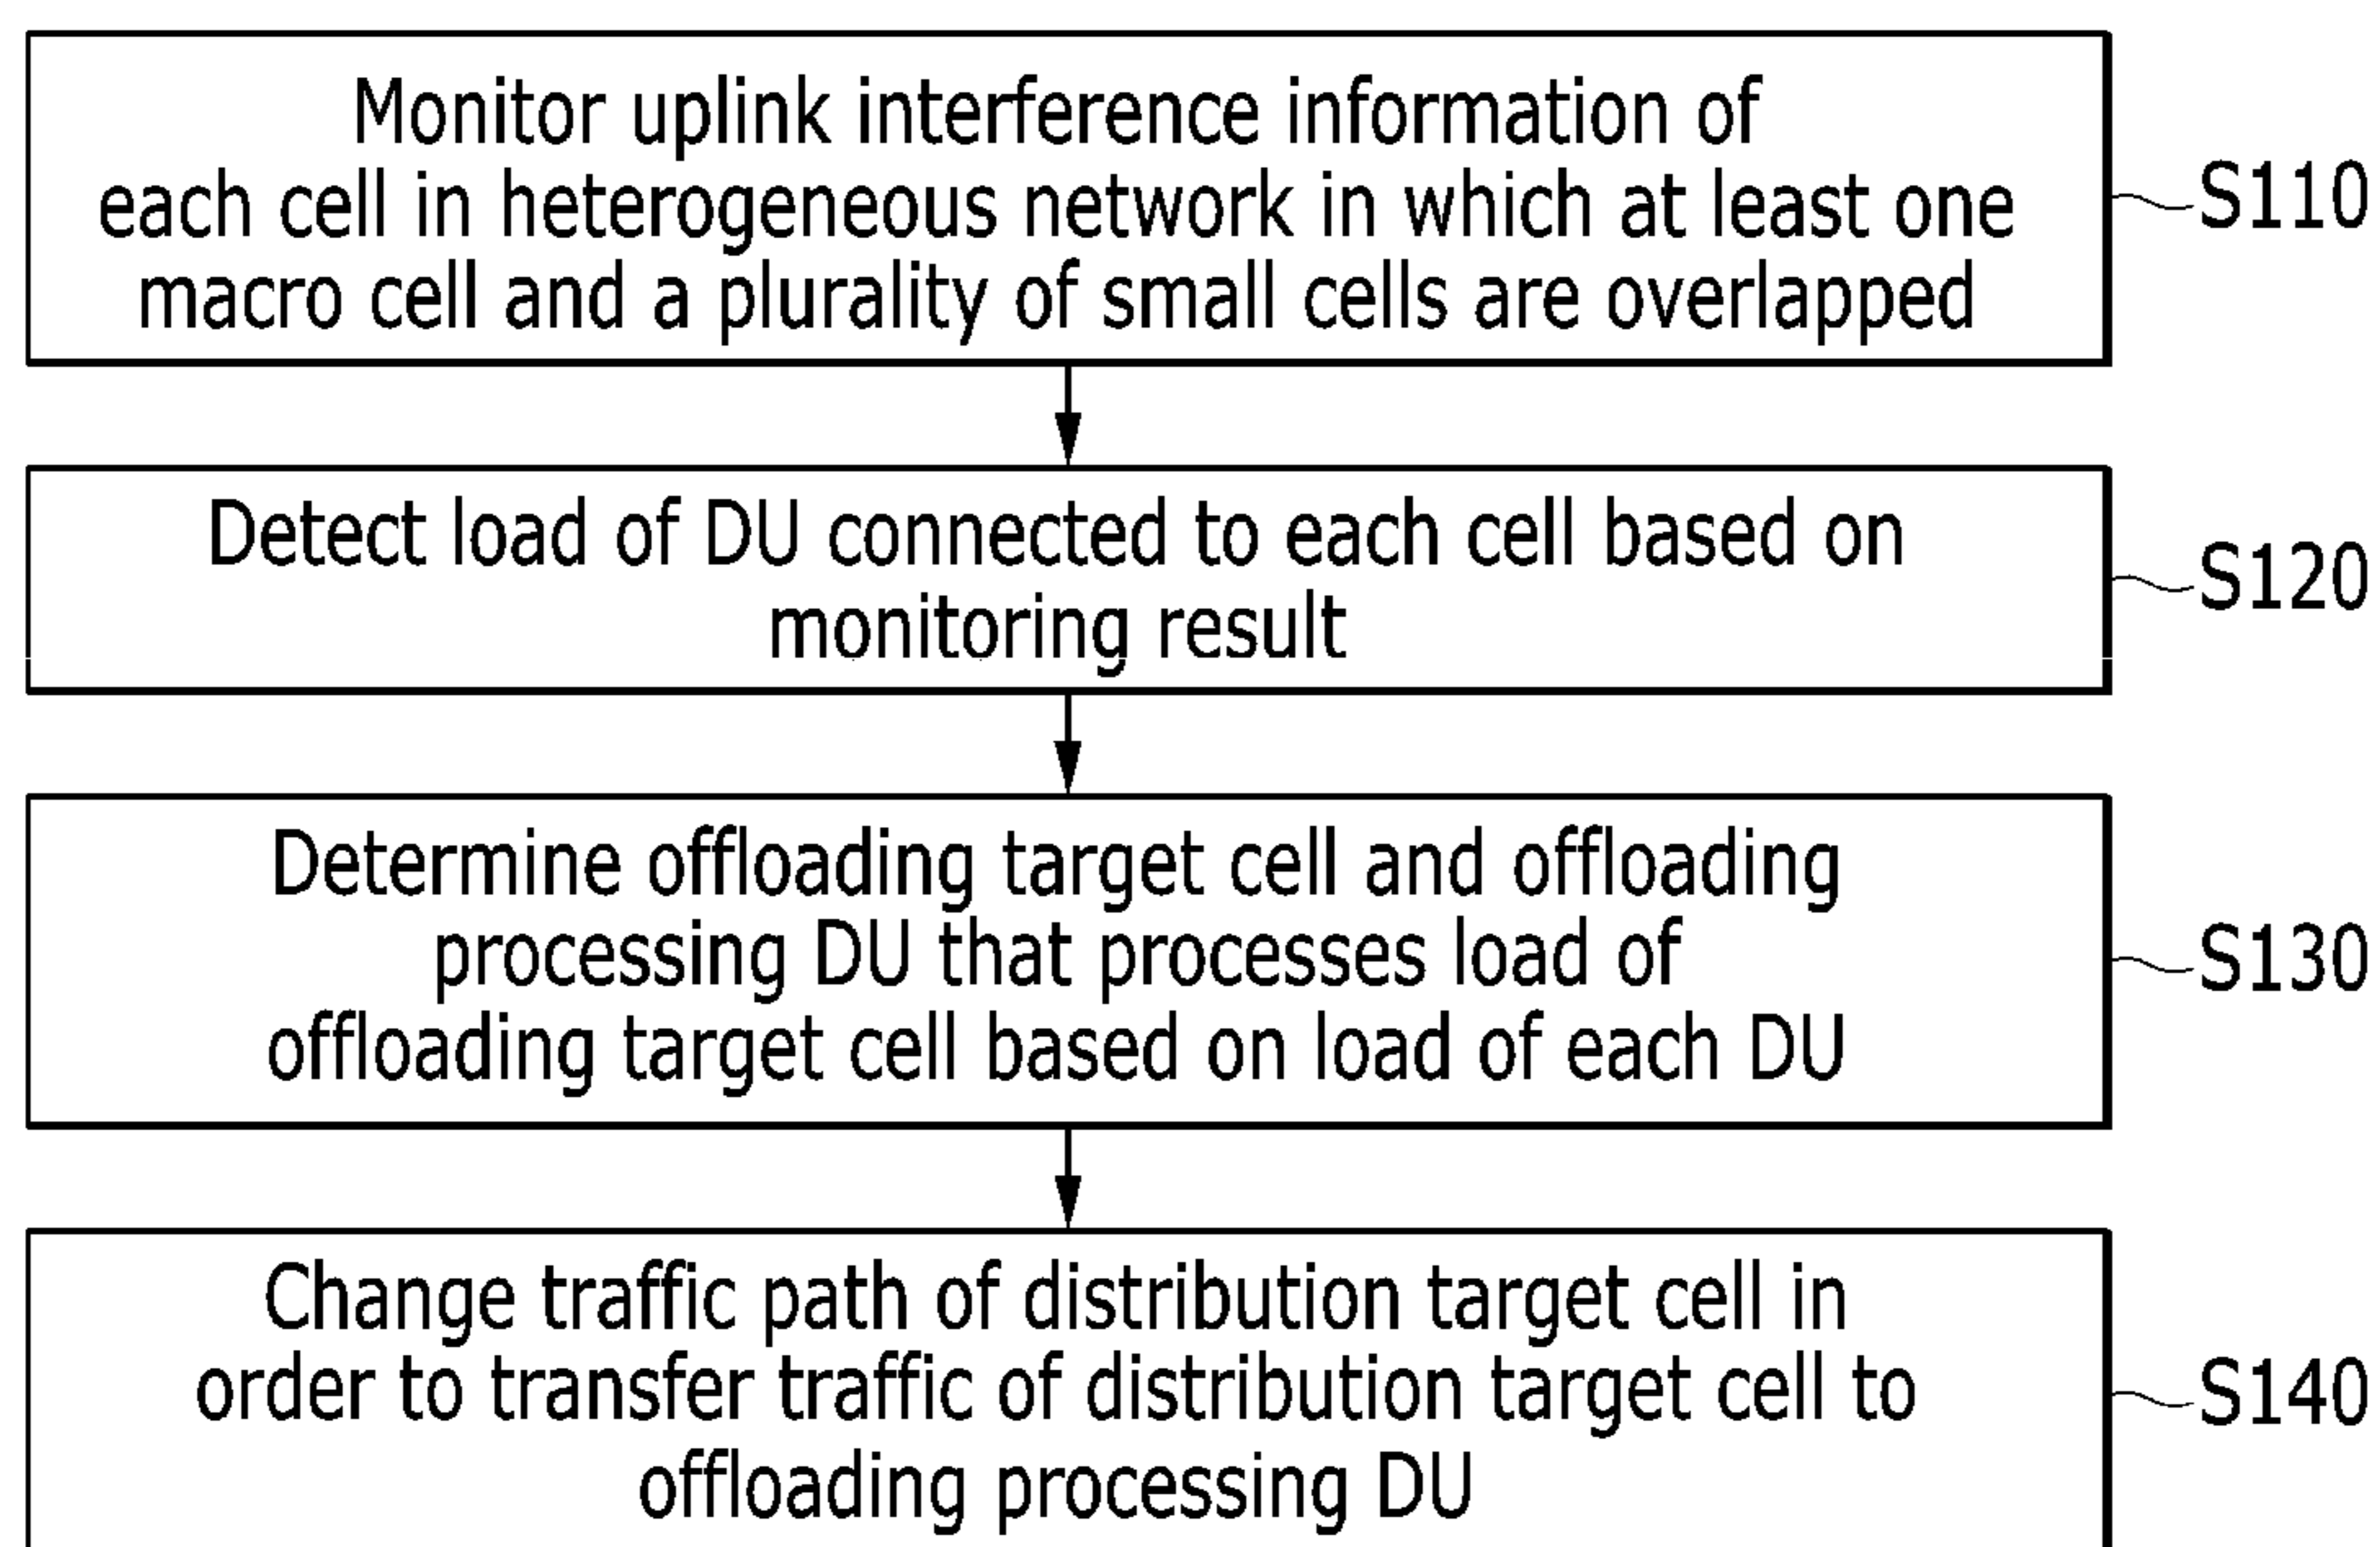 Monitor uplink interference information of
each cell in heterogeneous network in which at least one
macro cell and a plurality of small cells are overlapped
S110
Detect load of DU connected to each cell based on
monitoring result
S120
Determine offloading target cell and offloading
processing DU that processes load of
offloading target cell based on load of each DU
S130
Change traffic path of distribution target cell in
order to transfer traffic of distribution target cell to
offloading processing DU
S140